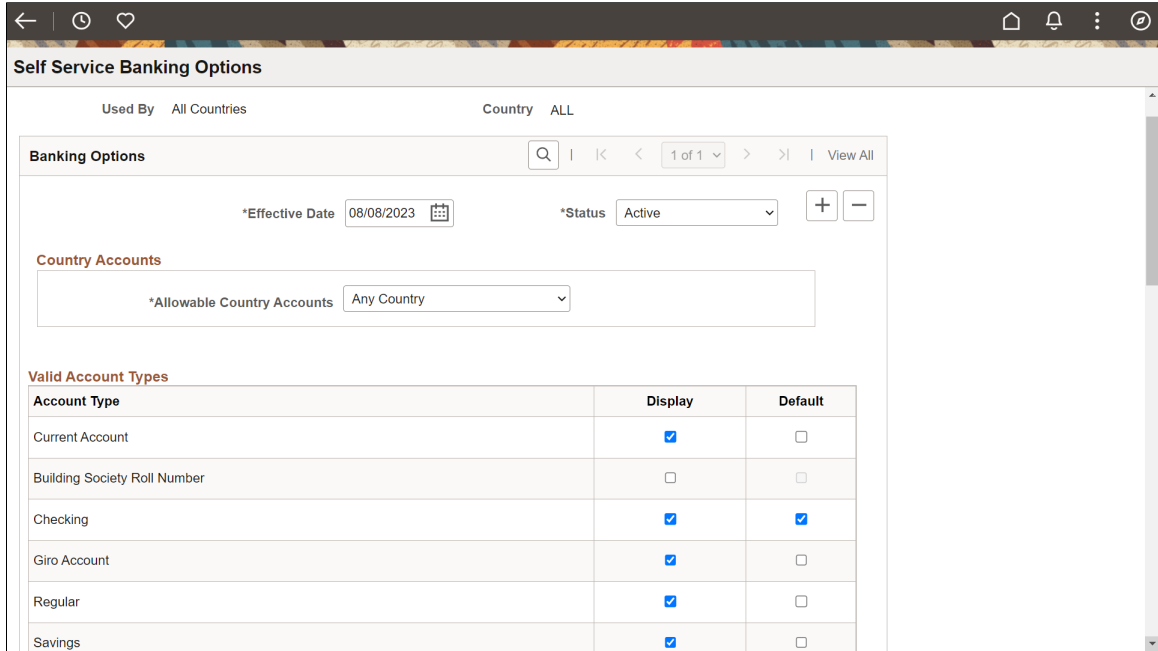 Self Service Banking Options
Used By All Countries Country ALL
Banking Options 1 of 1 View All
*Effective Date 08/08/2023 *Status Active
Country Accounts
*Allowable Country Accounts Any Country
Valid Account Types
Account Type Display Default
Current Account
Building Society Roll Number
Checking
Giro Account
Regular
Savings